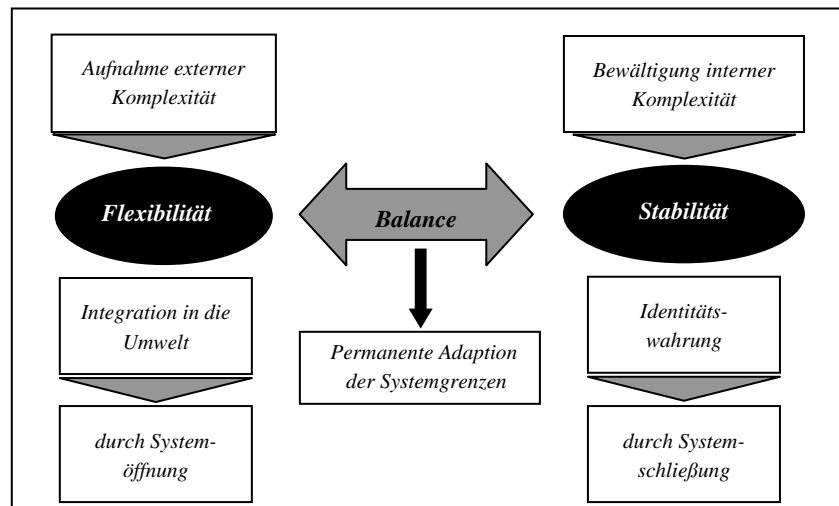 Aufnahme externer
Komplexität
Flexibilität
Integration in die
Umwelt
durch System-
öffnung
Balance
Permanente Adaption
der Systemgrenzen
Bewältigung interner
Komplexität
Stabilität
Identitäts-
wahrung
durch System-
schließung